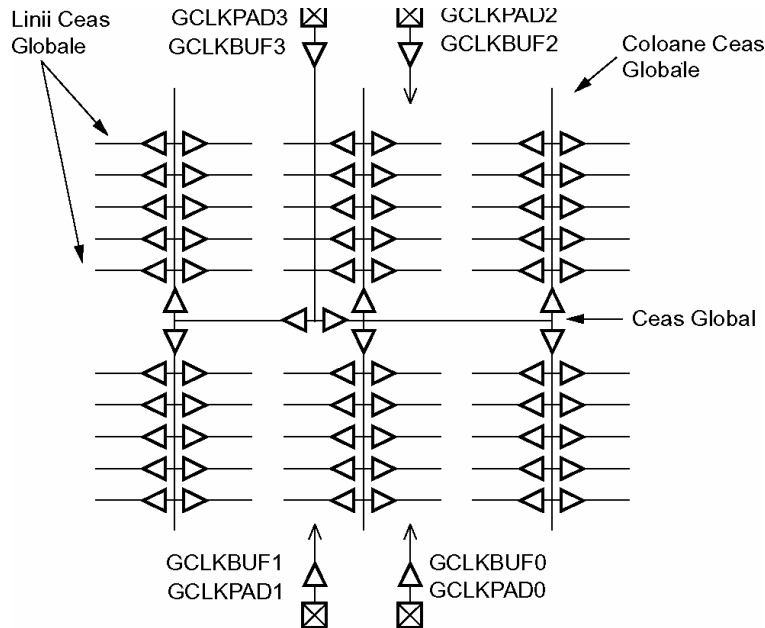 Linii Ceas
Globale
GCLKPAD3
GCLKBUF3
GCLKPAD2
GCLKBUF2
Coloane Ceas
Globale
Ceas Global
GCLKBUF1
GCLKPAD1
GCLKBUF0
GCLKPAD0